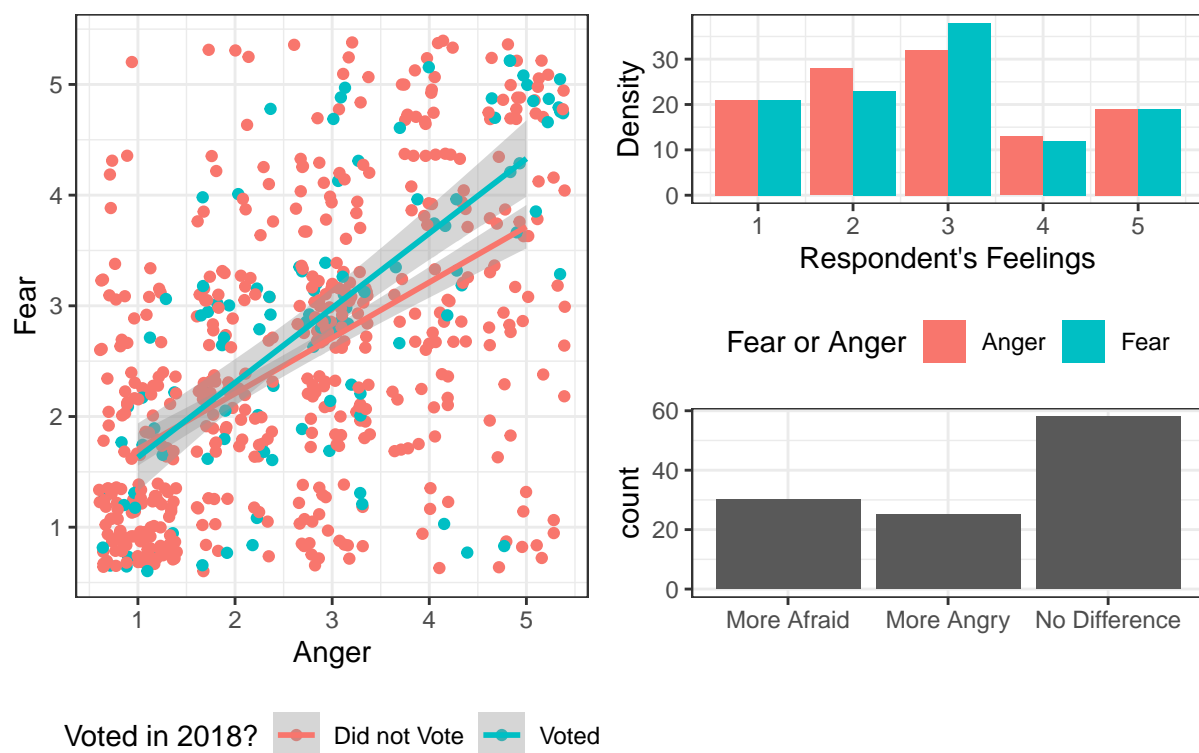 Fear
5
4
3
2
1
1 2 3 4 5
Anger
Voted in 2018? Did not Vote Voted
Density
30
20
10
0
1 2 3 4 5
Respondent's Feelings
Fear or Anger Anger Fear
count
60
40
20
0
More Afraid More Angry No Difference